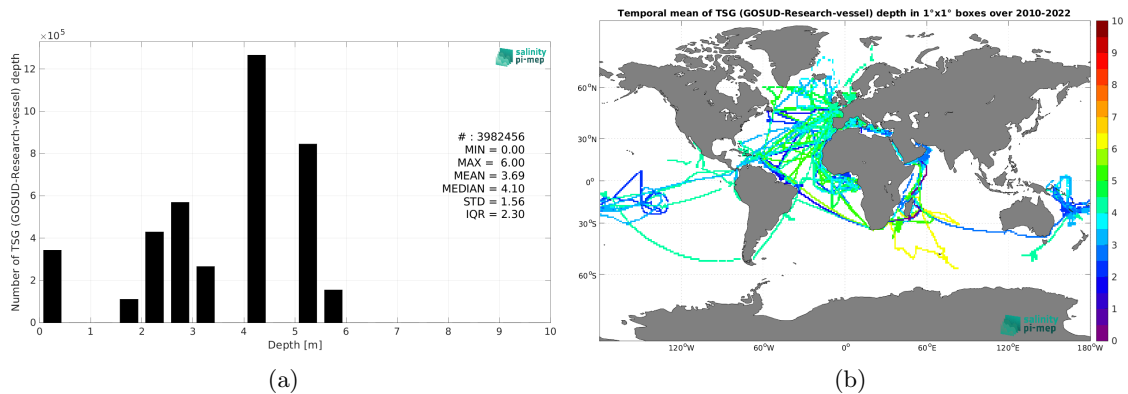 ×10⁵
12
10
8
6
4
2
0
Number of TSG (GOSUD-Research-vessel) depth
salinity
pi-mep
# : 3982456
MIN = 0.00
MAX = 6.00
MEAN = 3.69
MEDIAN = 4.10
STD = 1.56
IQR = 2.30
0 1 2 3 4 5 6 7 8 9 10
Depth [m]
(a)
Temporal mean of TSG (GOSUD-Research-vessel) depth in 1°x1° boxes over 2010-2022
60°N
30°N
0°
30°S
60°S
120°W 60°W 0° 60°E 120°E 180°W
salinity
pi-mep
10
9
8
7
6
5
4
3
2
1
0
(b)